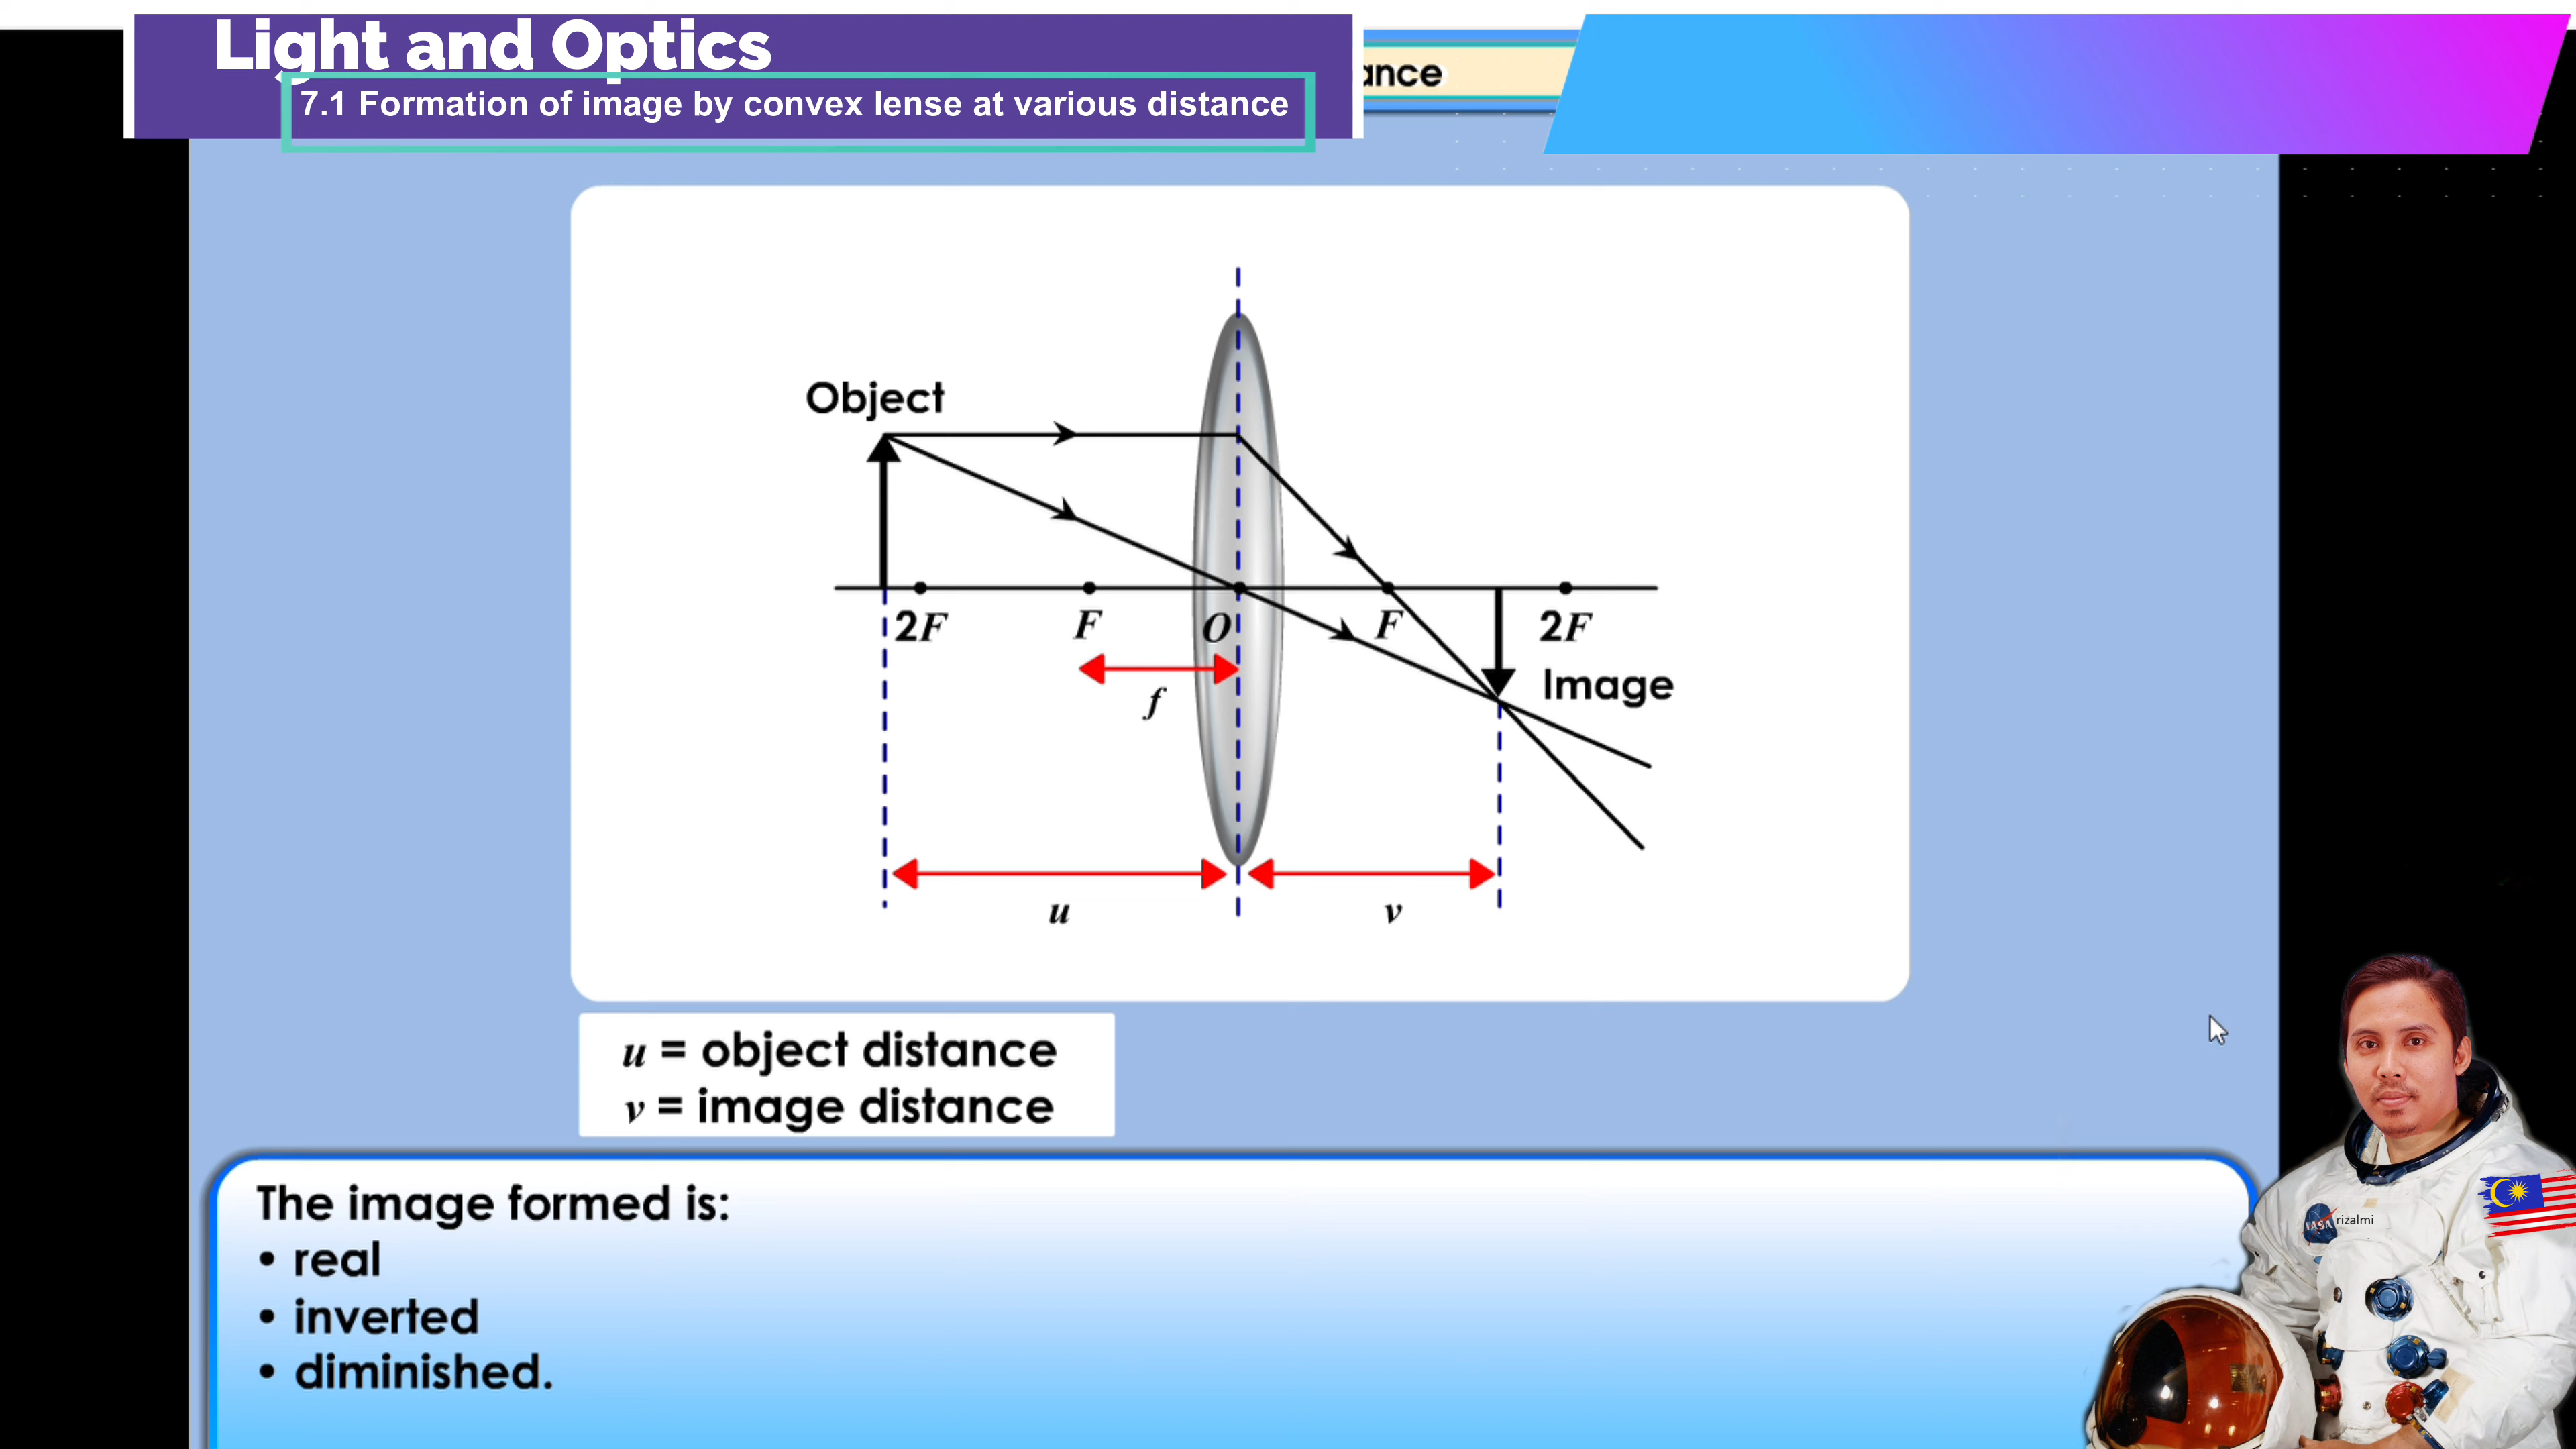 Light and Optics
7.1 Formation of image by convex lense at various distance
ance
Object
2F F O F 2F
f
Image
u v
u = object distance
v = image distance
The image formed is:
• real
• inverted
• diminished.
NASA rizalmi